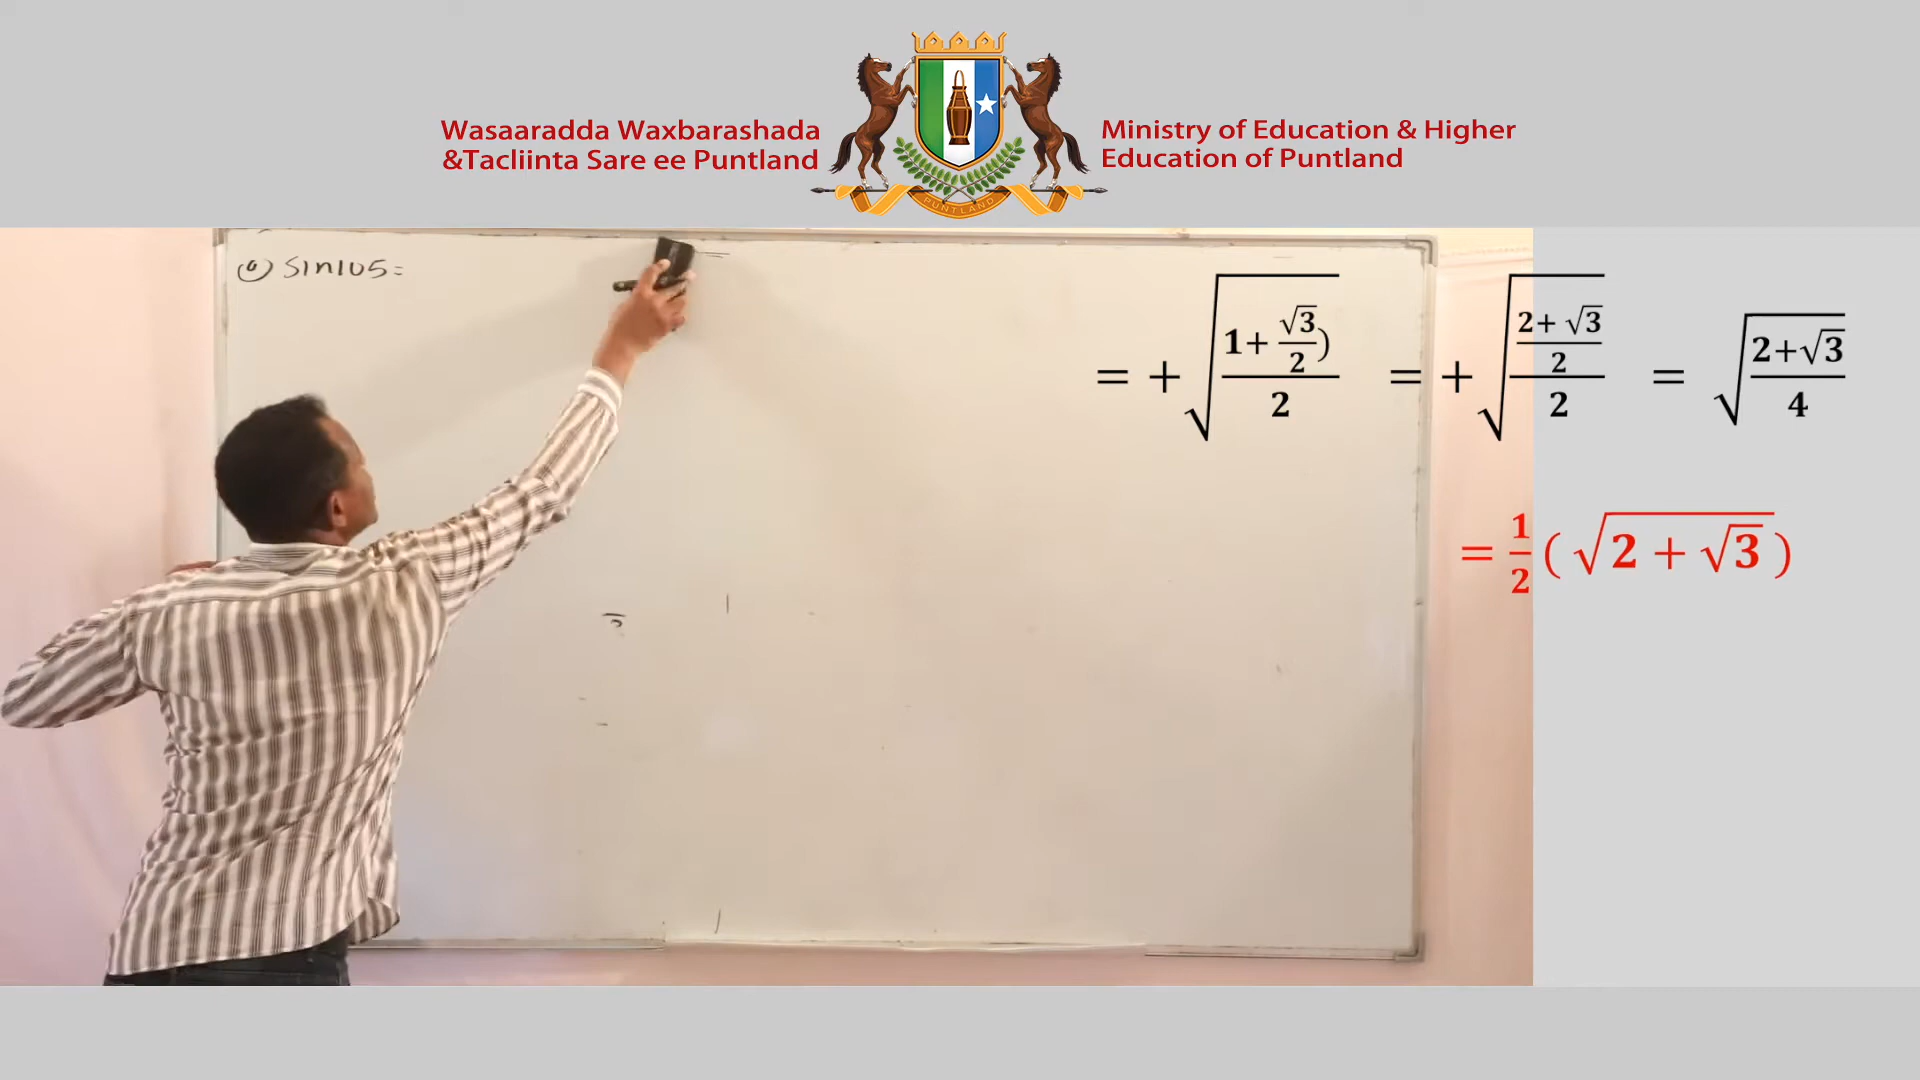 Wasaaradda Waxbarashada
&Tacliinta Sare ee Puntland
Ministry of Education & Higher
Education of Puntland
PUNTLAND
a) sin105=
= +√((1+ √3/2))/2) = +√(((2+ √3)/2)/2) = √((2+√3)/4)
= 1/2 ( √(2 + √3) )